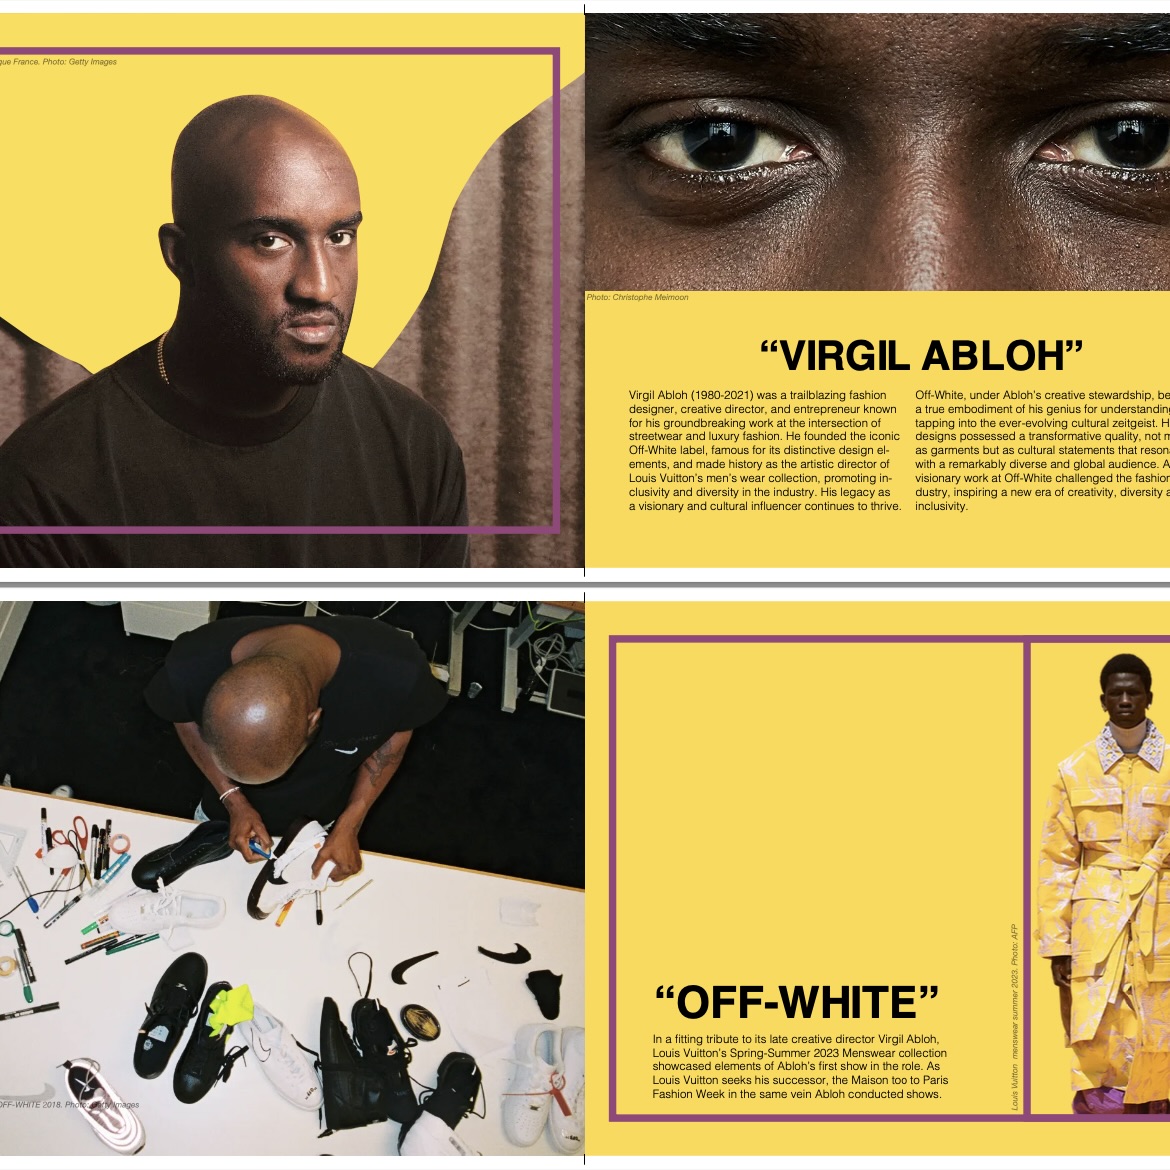 que France. Photo: Getty Images
Photo: Christophe Meimoon
“VIRGIL ABLOH”
Virgil Abloh (1980-2021) was a trailblazing fashion
designer, creative director, and entrepreneur known
for his groundbreaking work at the intersection of
streetwear and luxury fashion. He founded the iconic
Off-White label, famous for its distinctive design el-
ements, and made history as the artistic director of
Louis Vuitton’s men’s wear collection, promoting in-
clusivity and diversity in the industry. His legacy as
a visionary and cultural influencer continues to thrive.
Off-White, under Abloh’s creative stewardship, be
a true embodiment of his genius for understanding
tapping into the ever-evolving cultural zeitgeist. H
designs possessed a transformative quality, not m
as garments but as cultural statements that reson
with a remarkably diverse and global audience. A
visionary work at Off-White challenged the fashion
dustry, inspiring a new era of creativity, diversity a
inclusivity.
OFF-WHITE 2018. Photo: Getty Images
“OFF-WHITE”
In a fitting tribute to its late creative director Virgil Abloh,
Louis Vuitton’s Spring-Summer 2023 Menswear collection
showcased elements of Abloh’s first show in the role. As
Louis Vuitton seeks his successor, the Maison too to Paris
Fashion Week in the same vein Abloh conducted shows.
Louis Vuitton menswear summer 2023. Photo: AFP